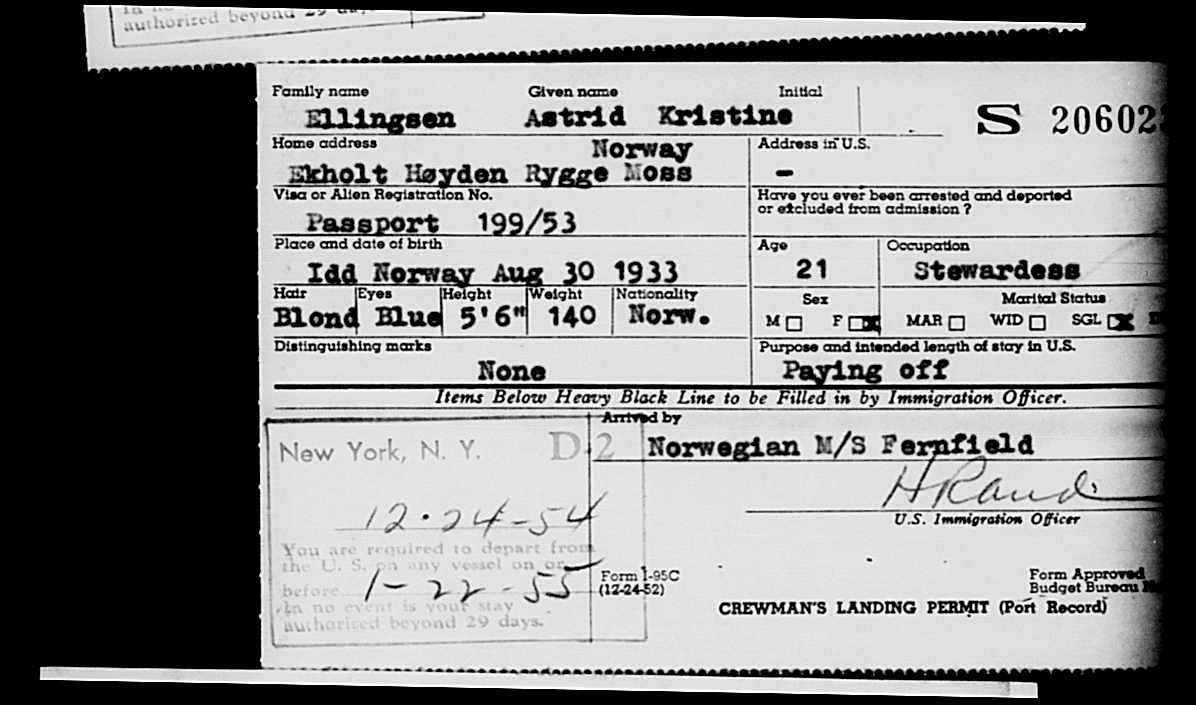 authorized beyond 29 days.
Family name Given name Initial
Ellingsen Astrid Kristine
S 20602
Home address Norway
Ekholt Høyden Rygge Moss
Address in U.S.
-
Visa or Alien Registration No.
Passport 199/53
Have you ever been arrested and deported
or excluded from admission?
Place and date of birth
Idd Norway Aug 30 1933
Age
21
Occupation
Stewardess
Hair Eyes Height Weight Nationality
Blond Blue 5'6" 140 Norw.
Sex
M F
Marital Status
MAR WID SGL
Distinguishing marks
None
Purpose and intended length of stay in U.S.
Paying off
Items Below Heavy Black Line to be Filled in by Immigration Officer.
Arrived by
Norwegian M/S Fernfield
New York, N. Y. D-2
12·24-54
You are required to depart from
the U. S. on any vessel on or
before 1-22-55
In no event is your stay
authorized beyond 29 days.
H Rand
U.S. Immigration Officer
Form I-95C
(12-24-52)
Form Approved
Budget Bureau
CREWMAN'S LANDING PERMIT (Port Record)